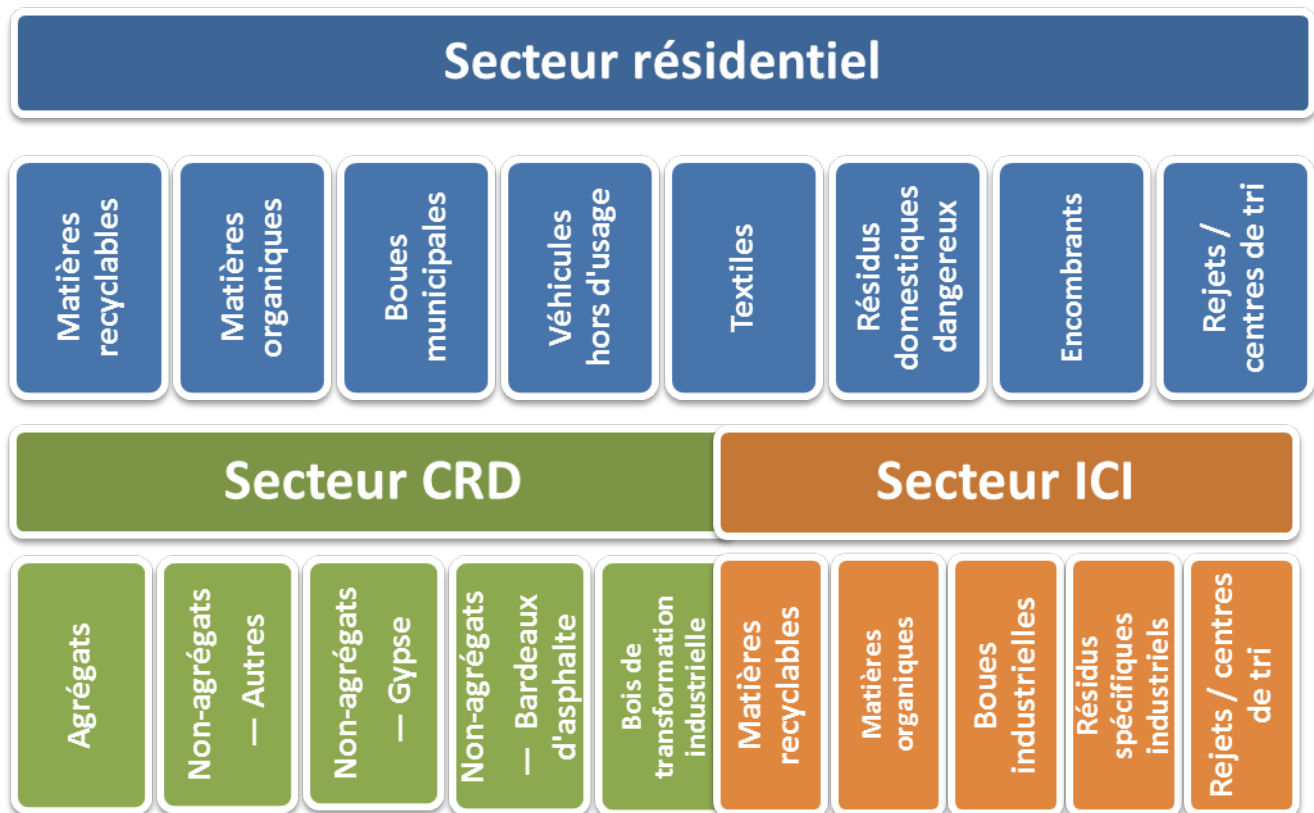 Secteur résidentiel
Matières
recyclables
Matières
organiques
Boues
municipales
Véhicules
hors d'usage
Textiles
Résidus
domestiques
dangereux
Encombrants
Rejets /
centres de tri
Secteur CRD
Secteur ICI
Agrégats
Non-agrégats
— Autres
Non-agrégats
— Gypse
Non-agrégats
— Bardeaux
d'asphalte
Bois de
transformation
industrielle
Matières
recyclables
Matières
organiques
Boues
industrielles
Résidus
spécifiques
industriels
Rejets / centres
de tri